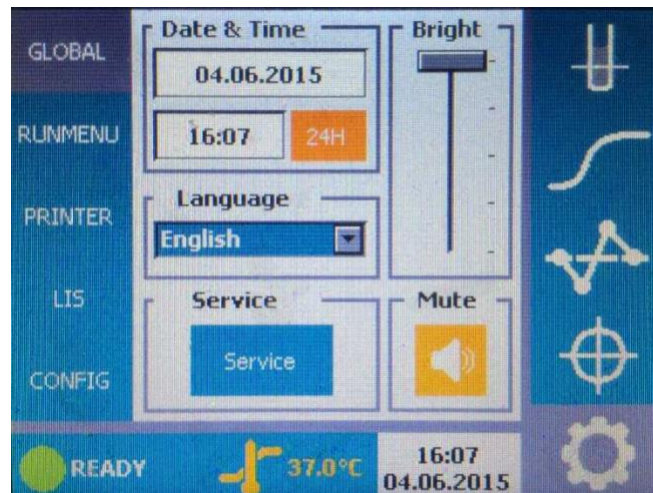 GLOBAL
RUNMENU
PRINTER
LIS
CONFIG
Date & Time
04.06.2015
16:07 24H
Language
English
Service
Service
Bright
Mute
READY
37.0°C
16:07
04.06.2015